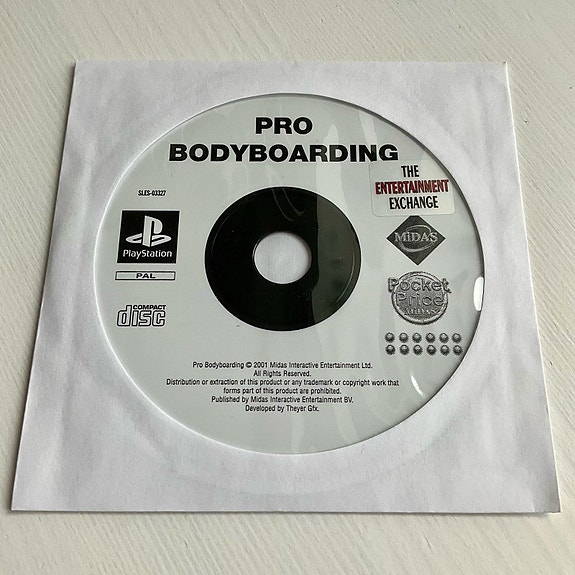 PRO
BODYBOARDING
THE
ENTERTAINMENT
EXCHANGE
SLES-03327
MiDAS
PlayStation
PAL
Pocket
Price
MIDAS
COMPACT
disc
Pro Bodyboarding © 2001 Midas Interactive Entertainment Ltd.
All Rights Reserved.
Distribution or extraction of this product or any trademark or copyright work that
forms part of this product are prohibited.
Published by Midas Interactive Entertainment BV.
Developed by Theyer Gfx.